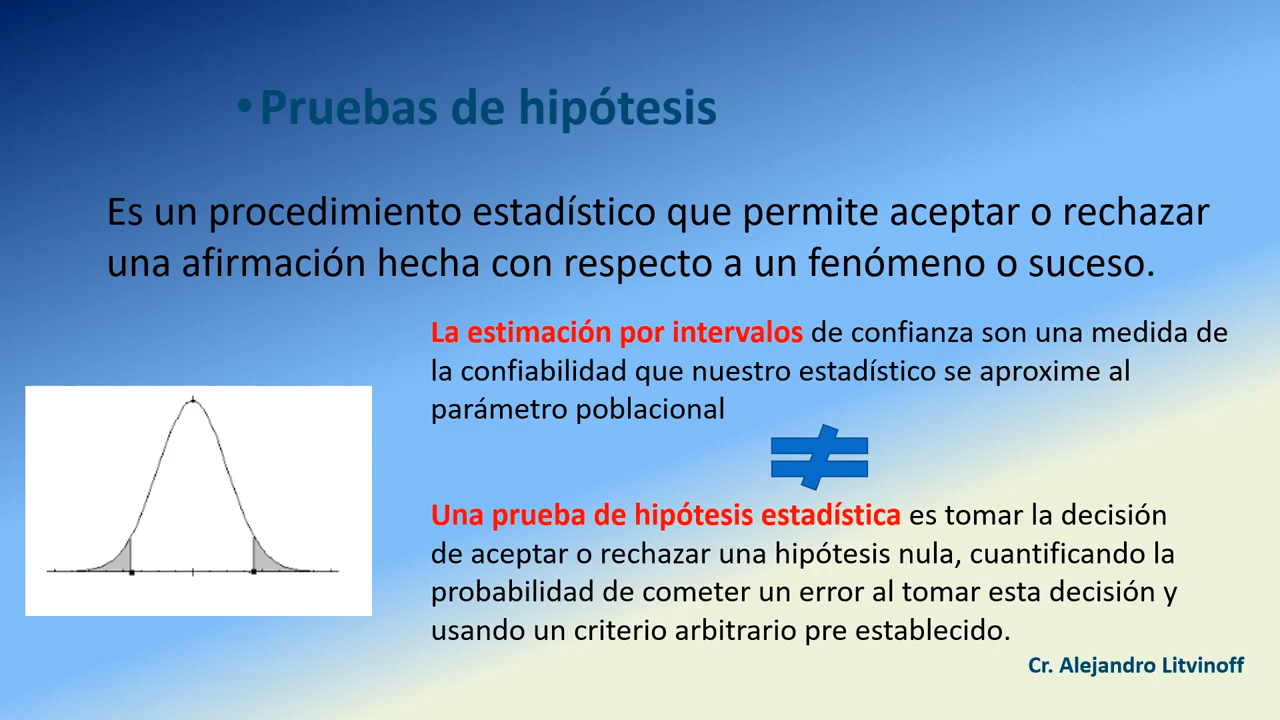 •Pruebas de hipótesis
Es un procedimiento estadístico que permite aceptar o rechazar
una afirmación hecha con respecto a un fenómeno o suceso.
La estimación por intervalos de confianza son una medida de
la confiabilidad que nuestro estadístico se aproxime al
parámetro poblacional
≠
Una prueba de hipótesis estadística es tomar la decisión
de aceptar o rechazar una hipótesis nula, cuantificando la
probabilidad de cometer un error al tomar esta decisión y
usando un criterio arbitrario pre establecido.
Cr. Alejandro Litvinoff